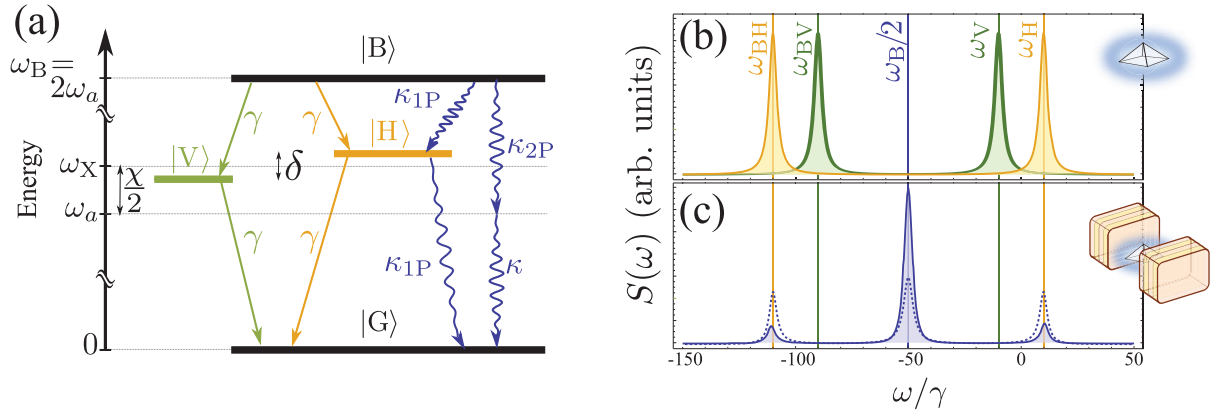 (a)
|B⟩
ω_B=
2ω_a
κ_1P
γ
γ
|H⟩
|V⟩
κ_2P
δ
ω_X
χ/2
Energy
ω_a
γ
γ
κ_1P
κ
|G⟩
0
(b)
ω_BH
ω_BV
ω_B/2
ω_V
ω_H
(c)
S(ω) (arb. units)
-150
-100
-50
0
50
ω/γ